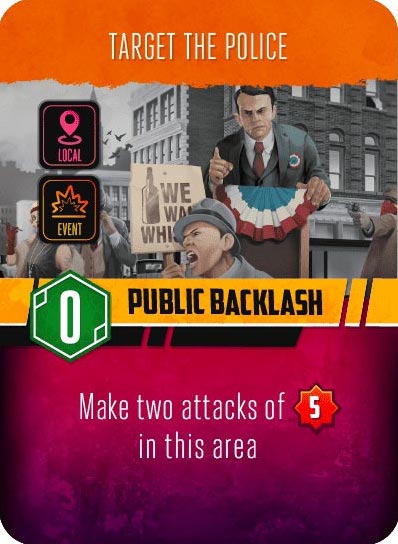 TARGET THE POLICE
LOCAL
EVENT
WE
WA
WHI
0
PUBLIC BACKLASH
Make two attacks of 5
in this area